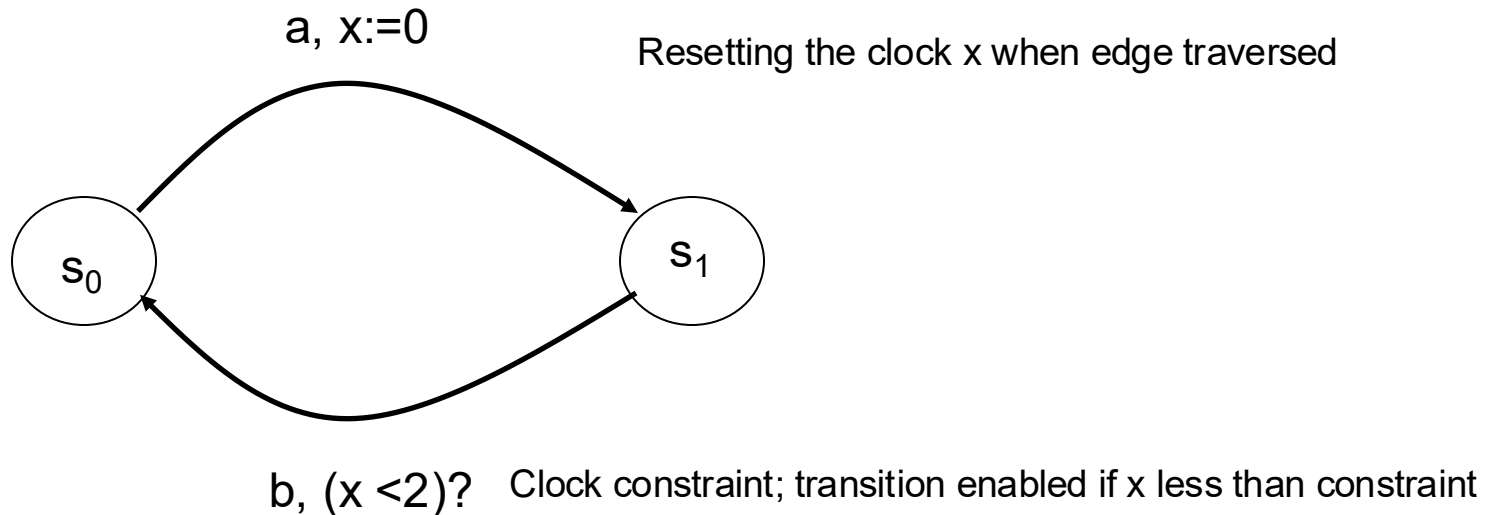 a, x:=0
Resetting the clock x when edge traversed
s₀
s₁
b, (x <2)?
Clock constraint; transition enabled if x less than constraint